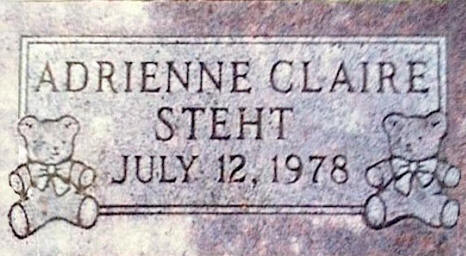 ADRIENNE CLAIRE
STEHT
JULY 12, 1978